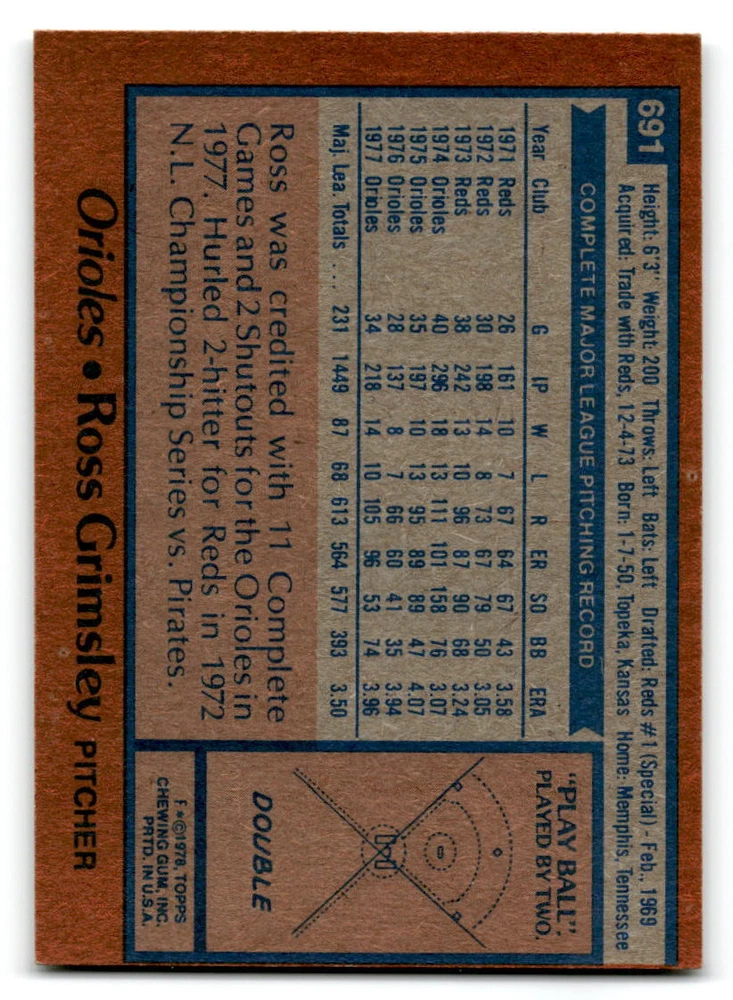 691
Height: 6'3" Weight: 200 Throws: Left Bats: Left Drafted: Reds #1 (Special) - Feb., 1969
Acquired: Trade with Reds, 12-4-73 Born: 1-7-50, Topeka, Kansas Home: Memphis, Tennessee
COMPLETE MAJOR LEAGUE PITCHING RECORD
Year Club G IP W L R ER SO BB ERA
1971 Reds 26 161 10 7 67 64 67 43 3.58
1972 Reds 30 198 14 8 73 67 79 50 3.05
1973 Reds 38 242 13 10 96 87 90 68 3.24
1974 Orioles 40 296 18 13 111 101 158 76 3.07
1975 Orioles 35 197 10 13 95 89 89 47 4.07
1976 Orioles 28 137 8 7 66 60 41 35 3.94
1977 Orioles 34 218 14 10 105 96 53 74 3.96
Maj. Lea. Totals ... 231 1449 87 68 613 564 577 393 3.50
Ross was credited with 11 Complete
Games and 2 Shutouts for the Orioles in
1977. Hurled 2-hitter for Reds in 1972
N.L. Championship Series vs. Pirates.
"PLAY BALL".
PLAYED BY TWO.
DOUBLE
F*©1978, TOPPS
CHEWING GUM, INC.
PRTD. IN U.S.A.
Orioles • Ross Grimsley PITCHER